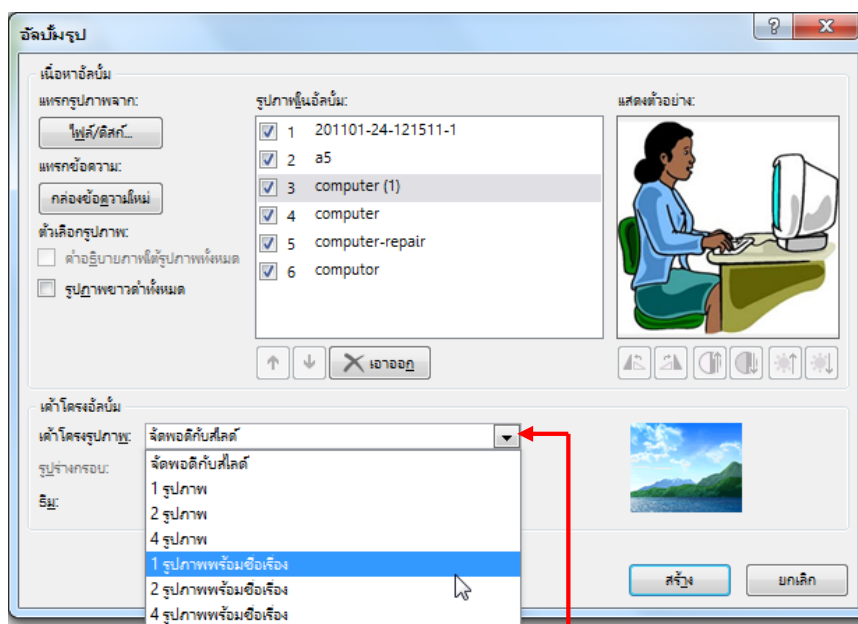 อัลบั้มรูป
เนื้อหาอัลบั้ม
แทรกรูปภาพจาก:
ไฟล์/ดิสก์...
แทรกข้อความ:
กล่องข้อความใหม่
ตัวเลือกรูปภาพ:
คำอธิบายภาพใต้รูปภาพทั้งหมด
รูปภาพขาวดำทั้งหมด
รูปภาพในอัลบั้ม:
1 201101-24-121511-1
2 a5
3 computer (1)
4 computer
5 computer-repair
6 computor
เอาออก
แสดงตัวอย่าง:
เค้าโครงอัลบั้ม
เค้าโครงรูปภาพ: จัดพอดีกับสไลด์
รูปร่างกรอบ:
ธีม:
จัดพอดีกับสไลด์
1 รูปภาพ
2 รูปภาพ
4 รูปภาพ
1 รูปภาพพร้อมชื่อเรื่อง
2 รูปภาพพร้อมชื่อเรื่อง
4 รูปภาพพร้อมชื่อเรื่อง
สร้าง
ยกเลิก